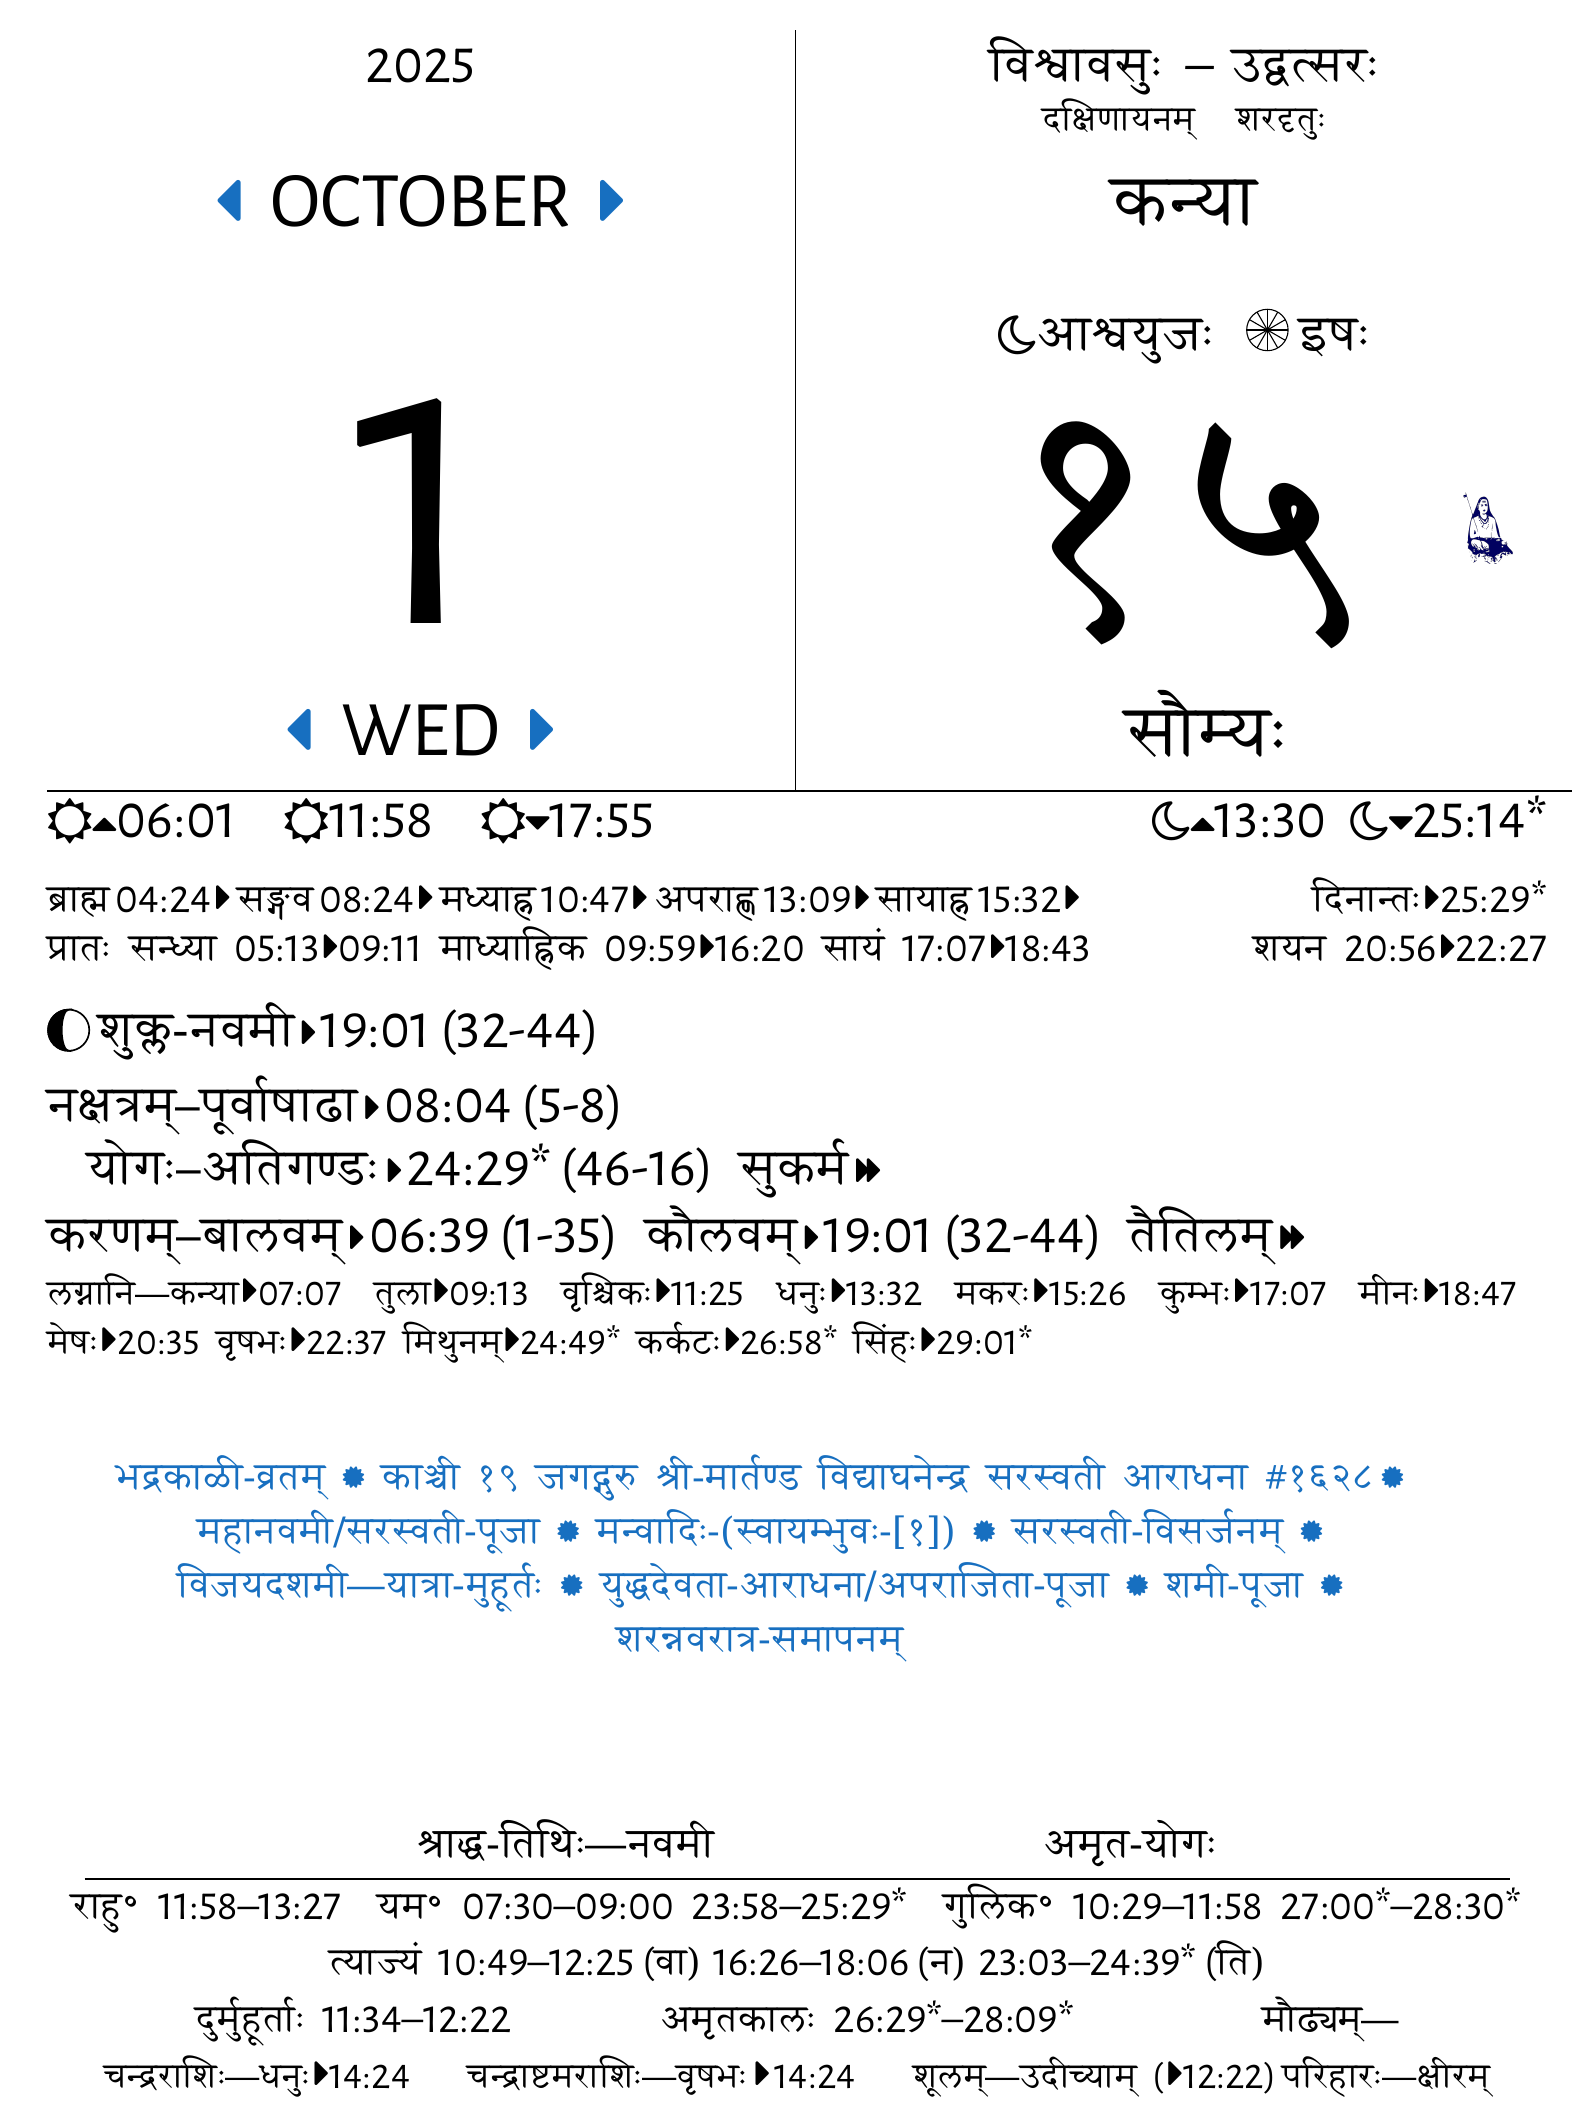 2025
OCTOBER
1
WED
विश्वावसुः – उद्वत्सरः
दक्षिणायनम् शरदृतुः
कन्या
आश्वयुजः इषः
१५
सौम्यः
06:01 11:58 17:55 13:30 25:14*
ब्राह्म 04:24 सङ्गव 08:24 मध्याह्न 10:47 अपराह्ण 13:09 सायाह्न 15:32 दिनान्तः 25:29*
प्रातः सन्ध्या 05:13 09:11 माध्याह्निक 09:59 16:20 सायं 17:07 18:43 शयन 20:56 22:27
शुक्ल-नवमी 19:01 (32-44)
नक्षत्रम्–पूर्वाषाढा 08:04 (5-8)
योगः–अतिगण्डः 24:29* (46-16) सुकर्म
करणम्–बालवम् 06:39 (1-35) कौलवम् 19:01 (32-44) तैतिलम्
लग्नानि—कन्या 07:07 तुला 09:13 वृश्चिकः 11:25 धनुः 13:32 मकरः 15:26 कुम्भः 17:07 मीनः 18:47
मेषः 20:35 वृषभः 22:37 मिथुनम् 24:49* कर्कटः 26:58* सिंहः 29:01*
भद्रकाळी-व्रतम् ✹ काञ्ची १९ जगद्गुरु श्री-मार्तण्ड विद्याघनेन्द्र सरस्वती आराधना #१६२८ ✹
महानवमी/सरस्वती-पूजा ✹ मन्वादिः-(स्वायम्भुवः-[१]) ✹ सरस्वती-विसर्जनम् ✹
विजयदशमी—यात्रा-मुहूर्तः ✹ युद्धदेवता-आराधना/अपराजिता-पूजा ✹ शमी-पूजा ✹
शरन्नवरात्र-समापनम्
श्राद्ध-तिथिः—नवमी अमृत-योगः
राहु॰ 11:58–13:27 यम॰ 07:30–09:00 23:58–25:29* गुलिक॰ 10:29–11:58 27:00*–28:30*
त्याज्यं 10:49–12:25 (वा) 16:26–18:06 (न) 23:03–24:39* (ति)
दुर्मुहूर्ताः 11:34–12:22 अमृतकालः 26:29*–28:09* मौढ्यम्—
चन्द्रराशिः—धनुः 14:24 चन्द्राष्टमराशिः—वृषभः 14:24 शूलम्—उदीच्याम् ( 12:22) परिहारः—क्षीरम्